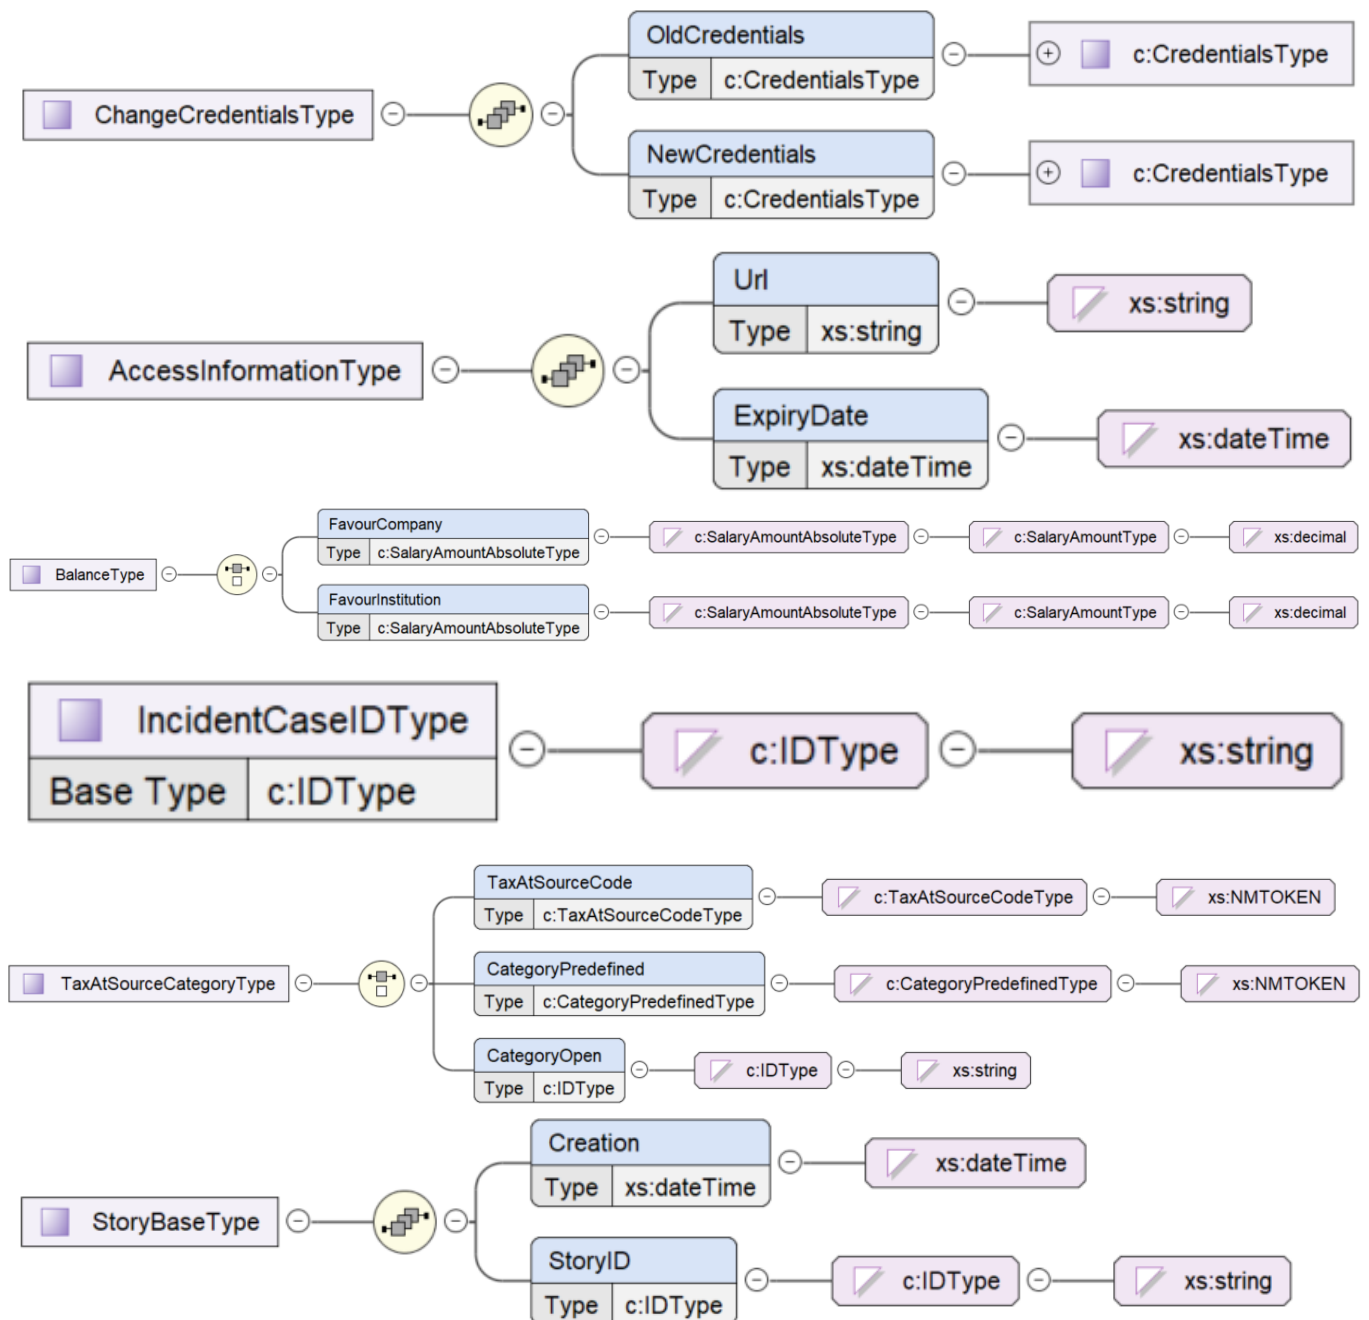 OldCredentials
Type c:CredentialsType
c:CredentialsType
ChangeCredentialsType
NewCredentials
Type c:CredentialsType
c:CredentialsType
Url
Type xs:string
xs:string
AccessInformationType
ExpiryDate
Type xs:dateTime
xs:dateTime
FavourCompany
Type c:SalaryAmountAbsoluteType
c:SalaryAmountAbsoluteType
c:SalaryAmountType
xs:decimal
BalanceType
FavourInstitution
Type c:SalaryAmountAbsoluteType
c:SalaryAmountAbsoluteType
c:SalaryAmountType
xs:decimal
IncidentCaseIDType
Base Type c:IDType
c:IDType
xs:string
TaxAtSourceCode
Type c:TaxAtSourceCodeType
c:TaxAtSourceCodeType
xs:NMTOKEN
TaxAtSourceCategoryType
CategoryPredefined
Type c:CategoryPredefinedType
c:CategoryPredefinedType
xs:NMTOKEN
CategoryOpen
Type c:IDType
c:IDType
xs:string
Creation
Type xs:dateTime
xs:dateTime
StoryBaseType
StoryID
Type c:IDType
c:IDType
xs:string